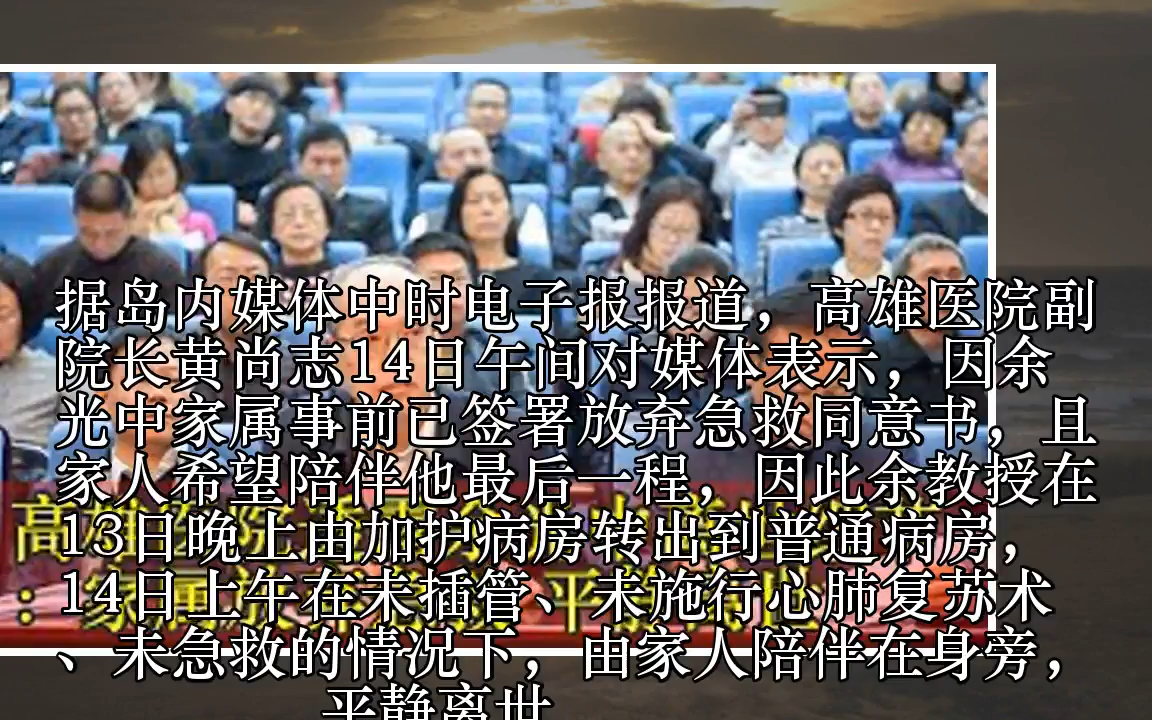 据岛内媒体中时电子报报道，高雄医院副
院长黄尚志14日午间对媒体表示，因余
光中家属事前已签署放弃急救同意书，且
家人希望陪伴他最后一程，因此余教授在
13日晚上由加护病房转出到普通病房，
14日上午在未插管、未施行心肺复苏术
、未急救的情况下，由家人陪伴在身旁，
平静离世